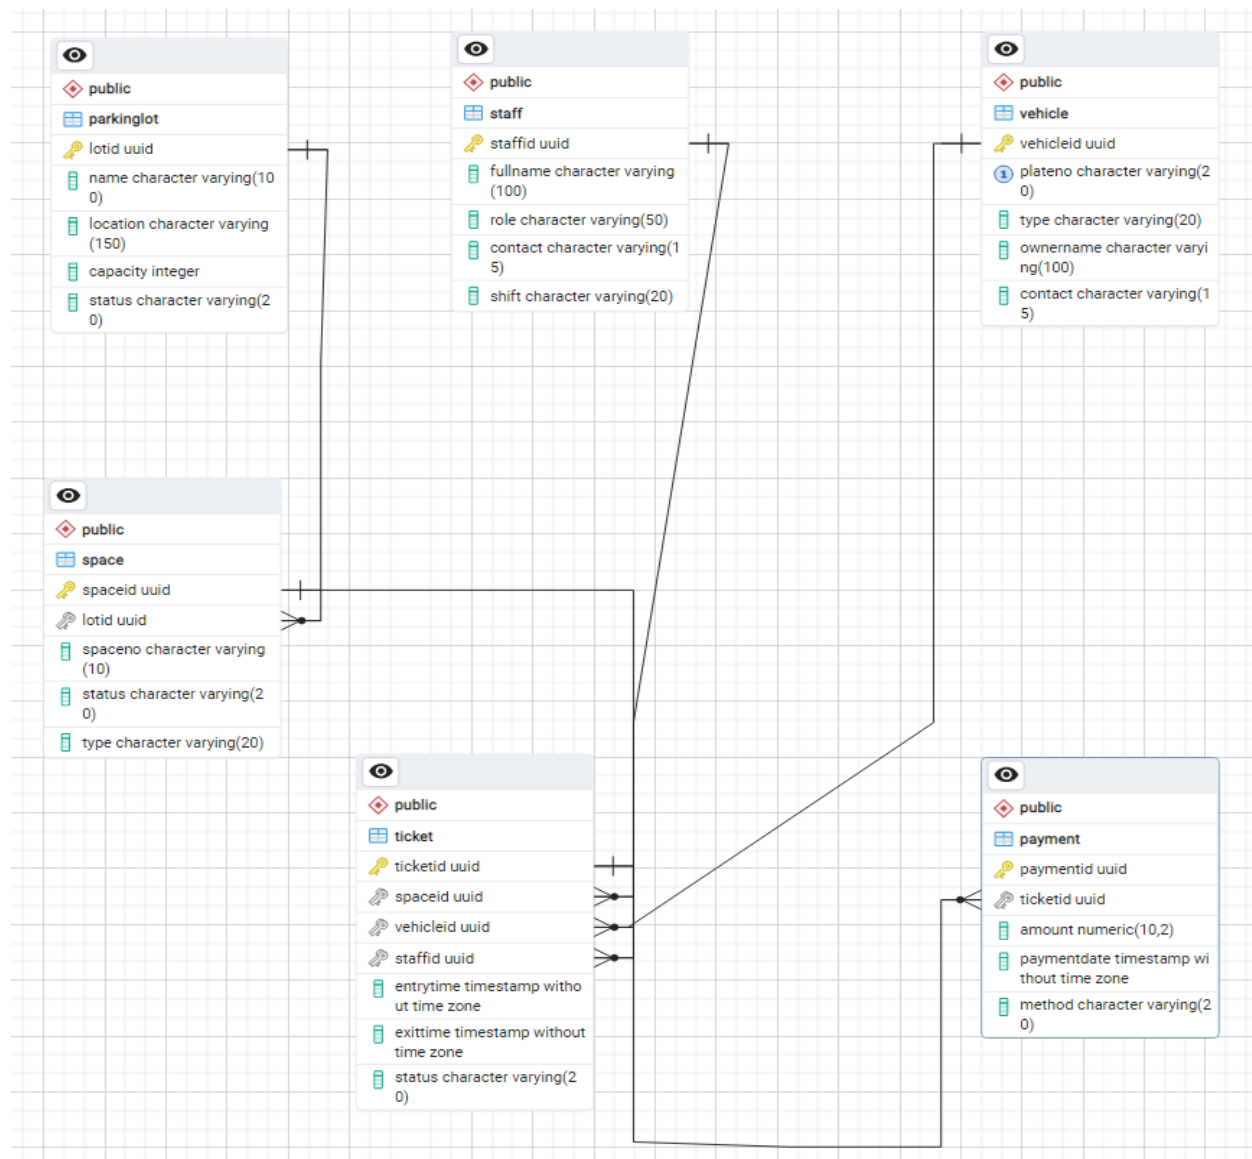 public
parkinglot
lotid uuid
name character varying(10
0)
location character varying
(150)
capacity integer
status character varying(2
0)
public
staff
staffid uuid
fullname character varying
(100)
role character varying(50)
contact character varying(1
5)
shift character varying(20)
public
vehicle
vehicleid uuid
1
plateno character varying(2
0)
type character varying(20)
ownername character varyi
ng(100)
contact character varying(1
5)
public
space
spaceid uuid
lotid uuid
spaceno character varying
(10)
status character varying(2
0)
type character varying(20)
public
ticket
ticketid uuid
spaceid uuid
vehicleid uuid
staffid uuid
entrytime timestamp witho
ut time zone
exittime timestamp without
time zone
status character varying(2
0)
public
payment
paymentid uuid
ticketid uuid
amount numeric(10,2)
paymentdate timestamp wi
thout time zone
method character varying(2
0)